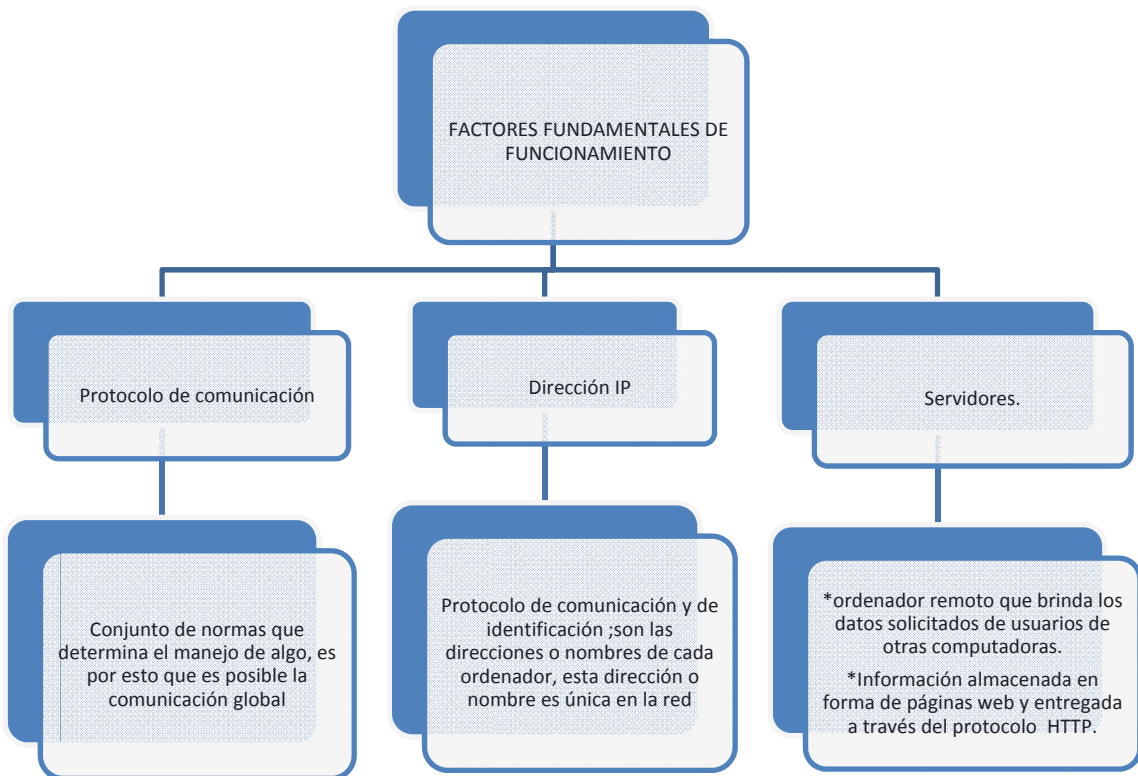 FACTORES FUNDAMENTALES DE
FUNCIONAMIENTO
Protocolo de comunicación
Dirección IP
Servidores.
Conjunto de normas que
determina el manejo de algo, es
por esto que es posible la
comunicación global
Protocolo de comunicación y de
identificación ;son las
direcciones o nombres de cada
ordenador, esta dirección o
nombre es única en la red
*ordenador remoto que brinda los
datos solicitados de usuarios de
otras computadoras.
*Información almacenada en
forma de páginas web y entregada
a través del protocolo HTTP.